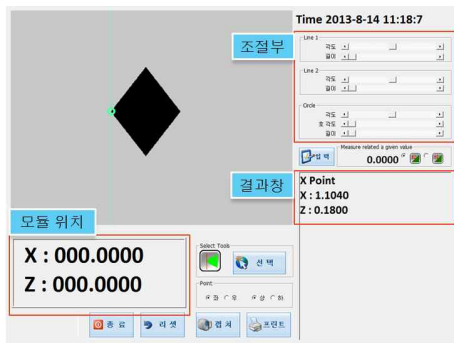 Time 2013-8-14 11:18:7
조절부
Line 1
각도
길이
Line 2
각도
길이
Circle
각도
호 각도
길이
입력
Measure related a given value
0.0000
결과창
X Point
X : 1.1040
Z : 0.1800
모듈 위치
X : 000.0000
Z : 000.0000
Select Tools
선 택
Point
좌 우 상 하
종 료
리 셋
캡 처
프린트